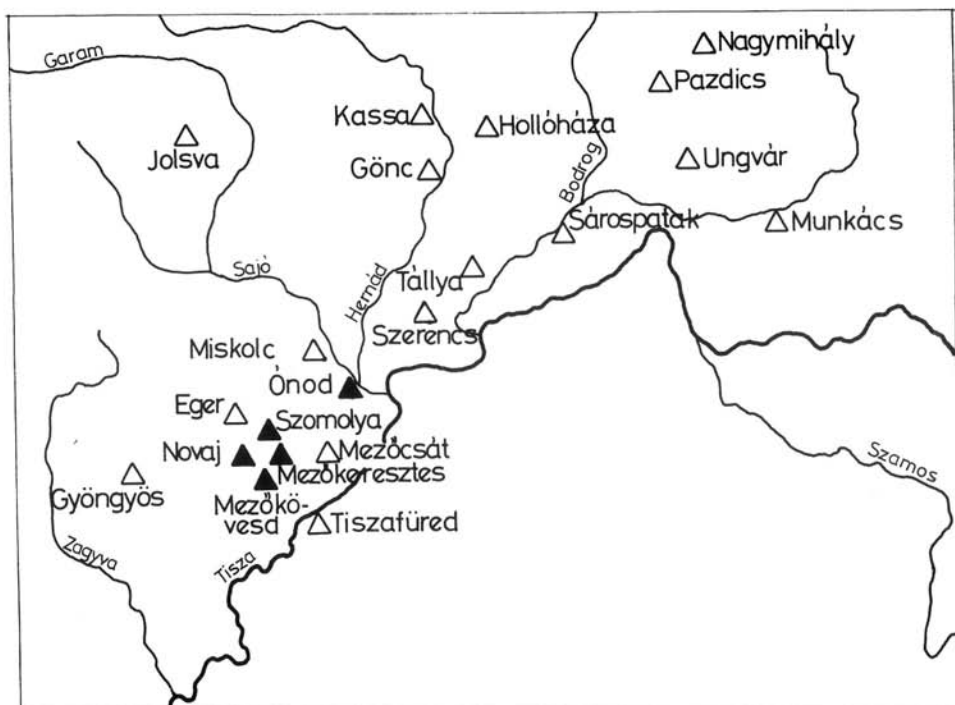 Garam
Nagymihály
Pazdics
Kassa
Hollóháza
Jolsva
Gönc
Ungvár
Bodrog
Sárospatak
Munkács
Sajó
Hernád
Tállya
Szerencs
Miskolc
Ónod
Eger
Szomolya
Novaj
Mezőcsát
Mezőkeresztes
Gyöngyös
Mezőkö-
vesd
Tiszafüred
Szamos
Zagyva
Tisza